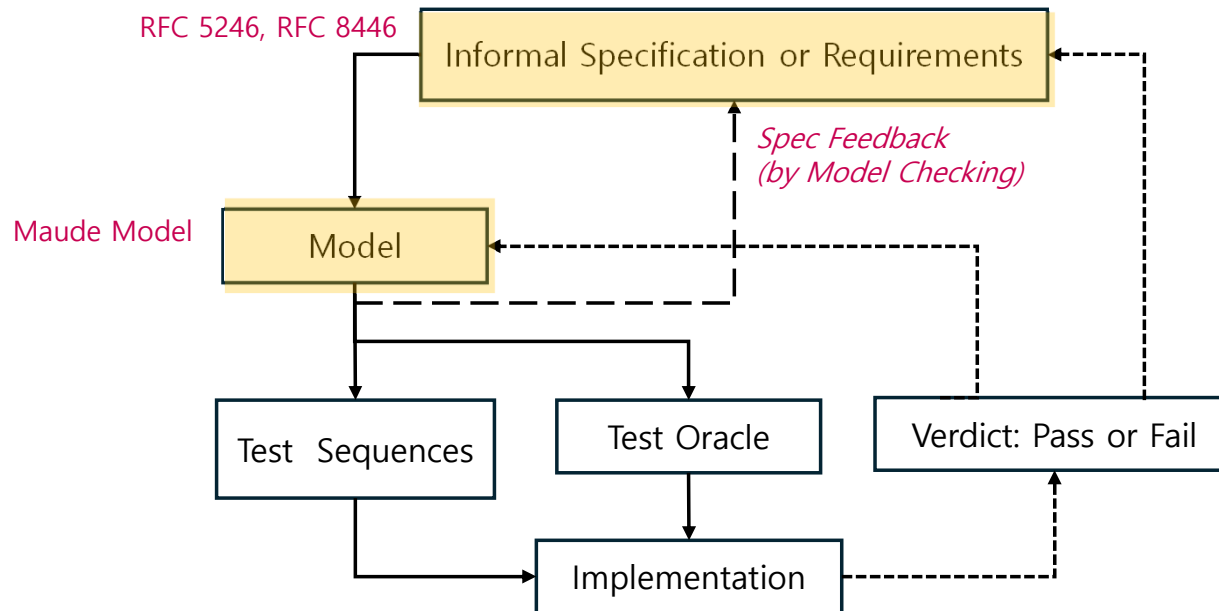 RFC 5246, RFC 8446
Informal Specification or Requirements
Spec Feedback
(by Model Checking)
Maude Model
Model
Test Sequences
Test Oracle
Verdict: Pass or Fail
Implementation